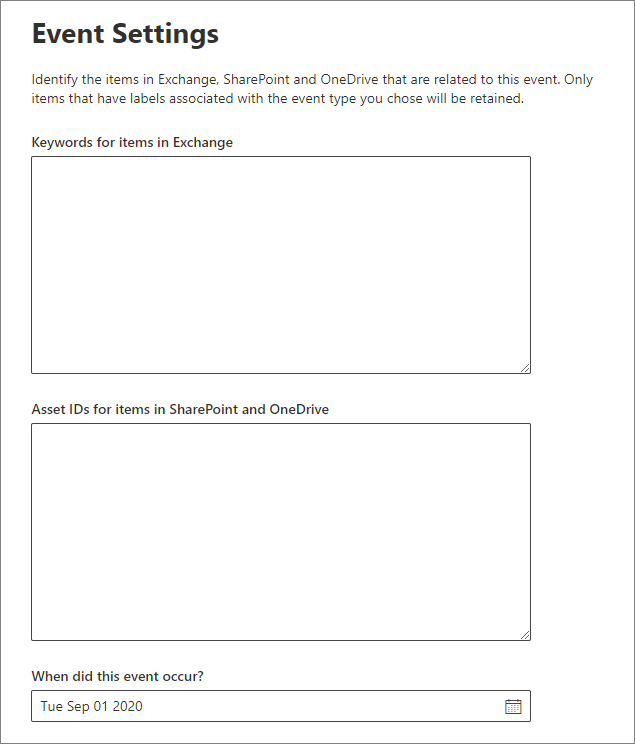 Event Settings
Identify the items in Exchange, SharePoint and OneDrive that are related to this event. Only
items that have labels associated with the event type you chose will be retained.
Keywords for items in Exchange
Asset IDs for items in SharePoint and OneDrive
When did this event occur?
Tue Sep 01 2020